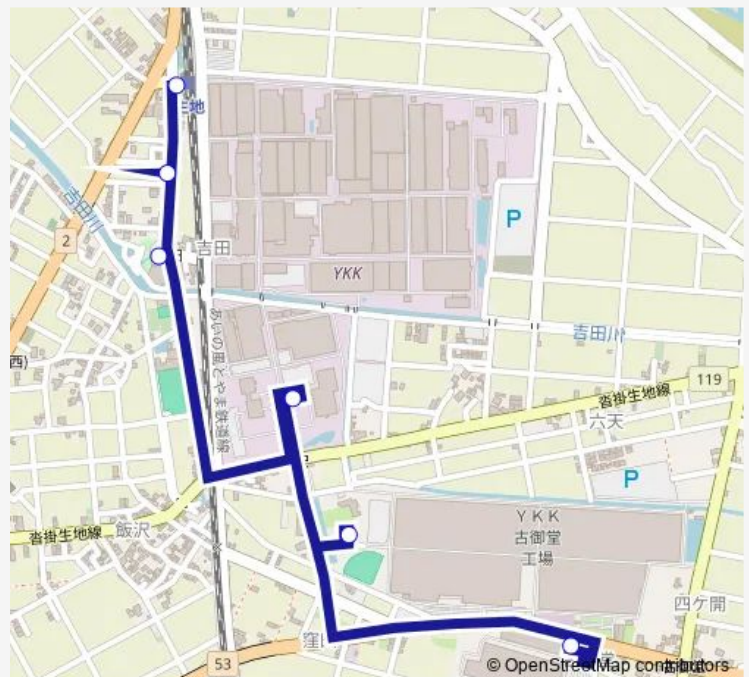 生地
吉田川
2
吉田
YKK
P
吉田川
西)
あいの風とやま鉄道線
119
沓掛生地線
六天
P
沓掛生地線
飯沢
YKK
古御堂
工場
四ケ開
窪
53
© OpenStreetMap contributors